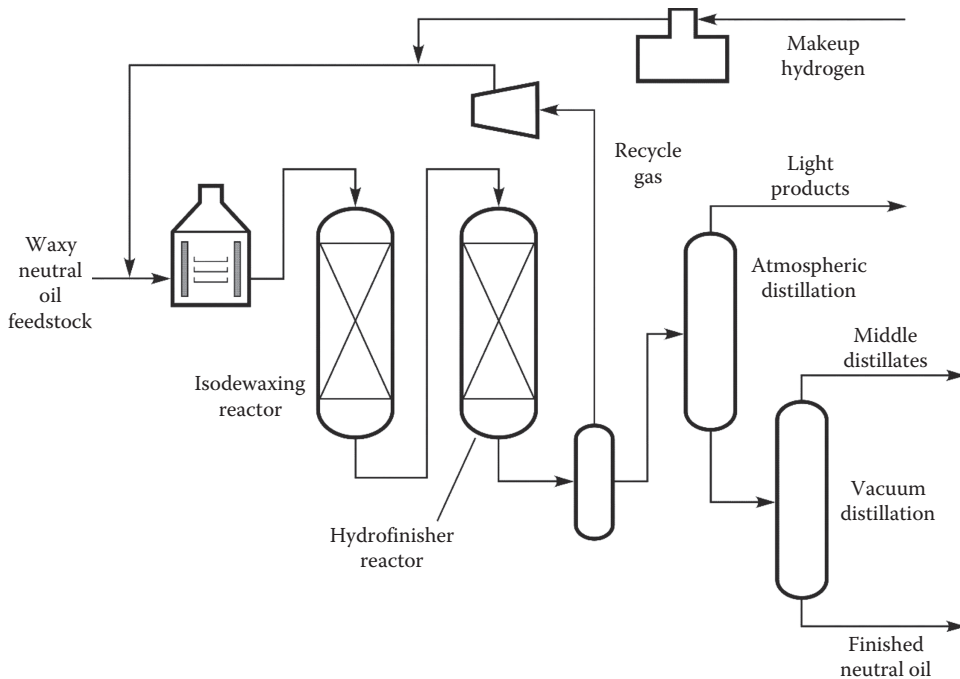 Makeup
hydrogen
Recycle
gas
Light
products
Waxy
neutral
oil
feedstock
Atmospheric
distillation
Middle
distillates
Isodewaxing
reactor
Vacuum
distillation
Hydrofinisher
reactor
Finished
neutral oil